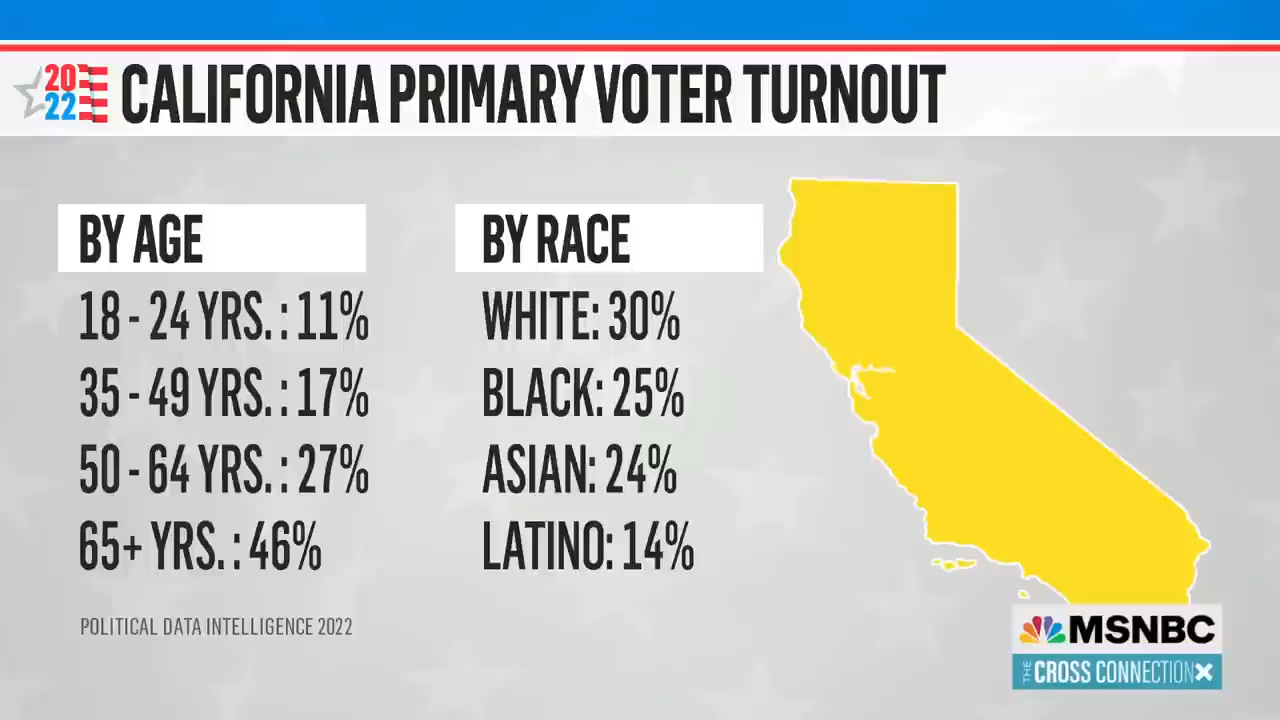 2022 CALIFORNIA PRIMARY VOTER TURNOUT
BY AGE
18 - 24 YRS. : 11%
35 - 49 YRS. : 17%
50 - 64 YRS. : 27%
65+ YRS. : 46%
BY RACE
WHITE: 30%
BLACK: 25%
ASIAN: 24%
LATINO: 14%
POLITICAL DATA INTELLIGENCE 2022
MSNBC
THE CROSS CONNECTION